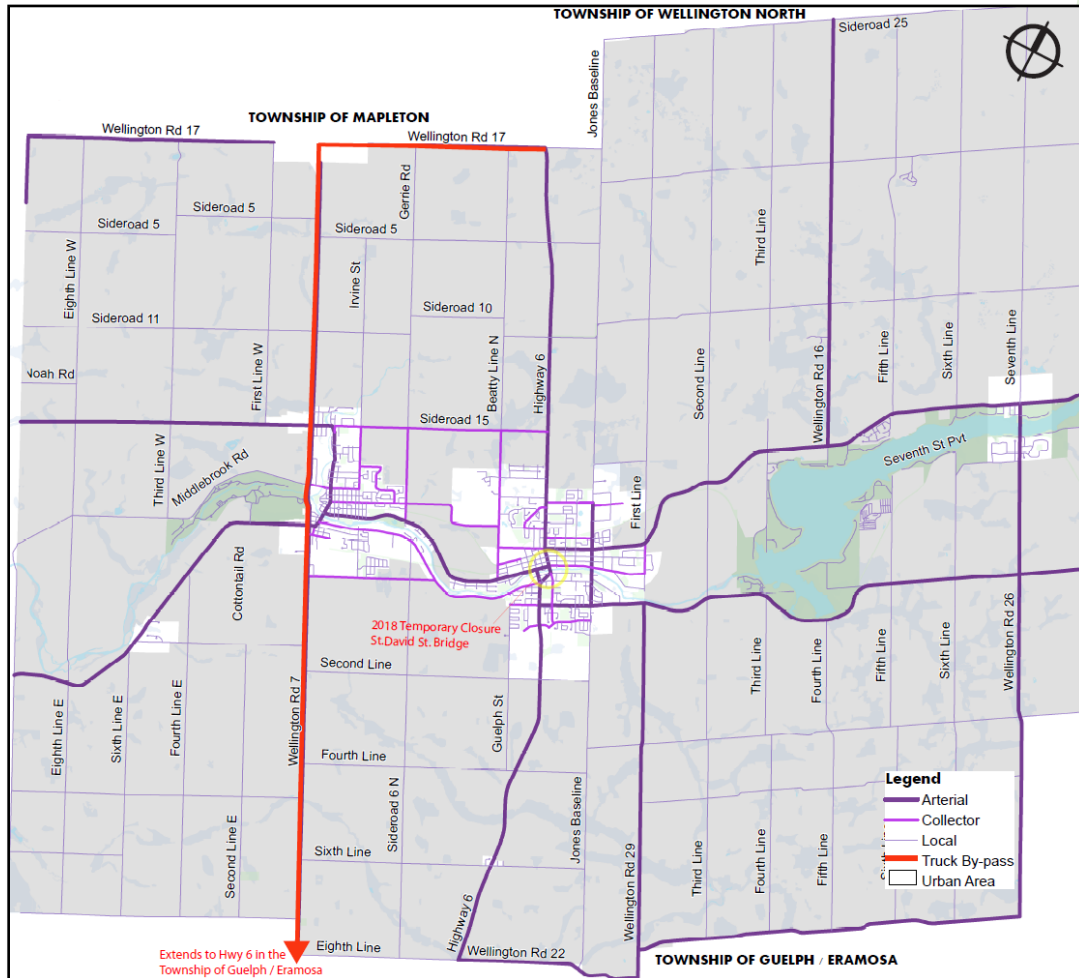 TOWNSHIP OF WELLINGTON NORTH
Sideroad 25
Jones Baseline
TOWNSHIP OF MAPLETON
Wellington Rd 17
Wellington Rd 17
Gerrie Rd
Sideroad 5
Sideroad 5
Sideroad 5
Third Line
Eighth Line W
Irvine St
Sideroad 10
Sideroad 11
Beatty Line N
Highway 6
Second Line
Wellington Rd 16
Fifth Line
Sixth Line
Seventh Line
Noah Rd
First Line W
Sideroad 15
Third Line W
Middlebrook Rd
Seventh St Pvt
First Line
Cottontail Rd
2018 Temporary Closure
St.David St. Bridge
Second Line
Wellington Rd 26
Third Line
Fourth Line
Fifth Line
Sixth Line
Eighth Line E
Sixth Line E
Fourth Line E
Wellington Rd 7
Guelph St
Fourth Line
Sideroad 6 N
Jones Baseline
Second Line E
Sixth Line
Wellington Rd 29
Third Line
Fourth Line
Fifth Line
Legend
Arterial
Collector
Local
Truck By-pass
Urban Area
Highway 6
Eighth Line
Wellington Rd 22
Extends to Hwy 6 in the
Township of Guelph / Eramosa
TOWNSHIP OF GUELPH / ERAMOSA